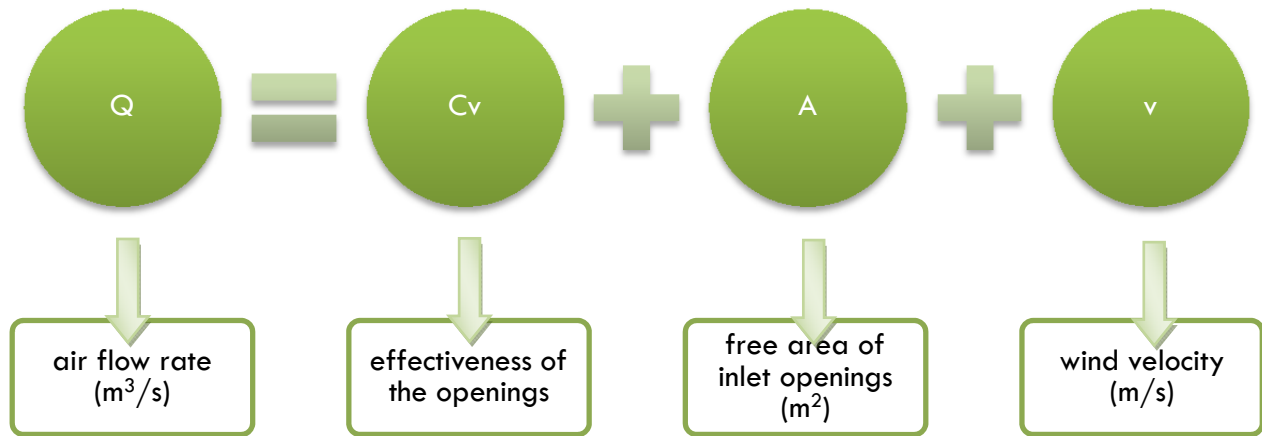 Q = Cv + A + v
air flow rate
(m³/s)
effectiveness of
the openings
free area of
inlet openings
(m²)
wind velocity
(m/s)